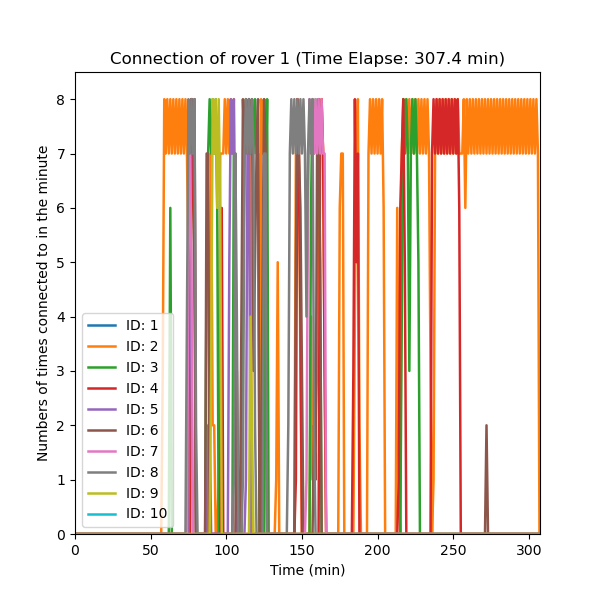 Connection of rover 1 (Time Elapse: 307.4 min)
Numbers of times connected to in the minute
8
7
6
5
4
3
2
1
0
ID: 1
ID: 2
ID: 3
ID: 4
ID: 5
ID: 6
ID: 7
ID: 8
ID: 9
ID: 10
0 50 100 150 200 250 300
Time (min)